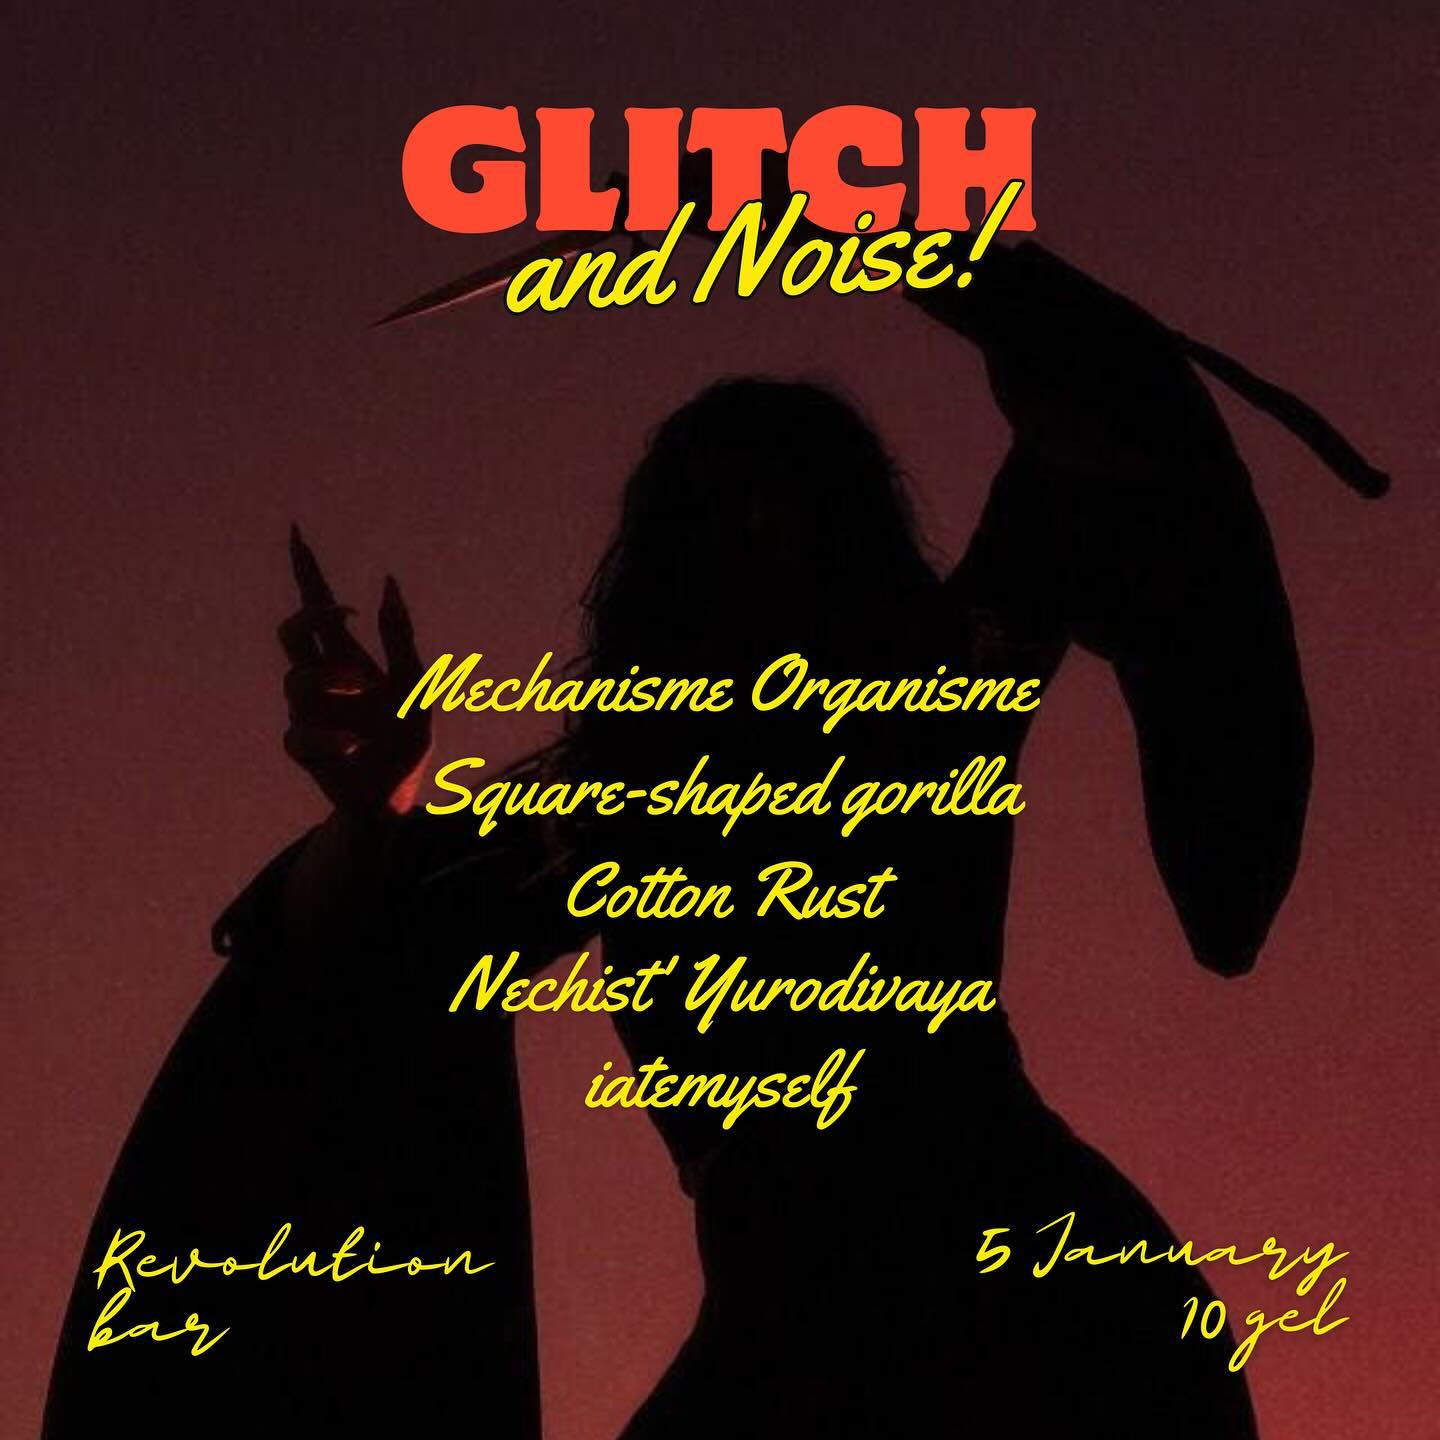 GLITCH
and Noise!
Mechanisme Organisme
Square-shaped gorilla
Cotton Rust
Nechist' Yurodivaya
iatemyself
Revolution
bar
5 January
10 gel